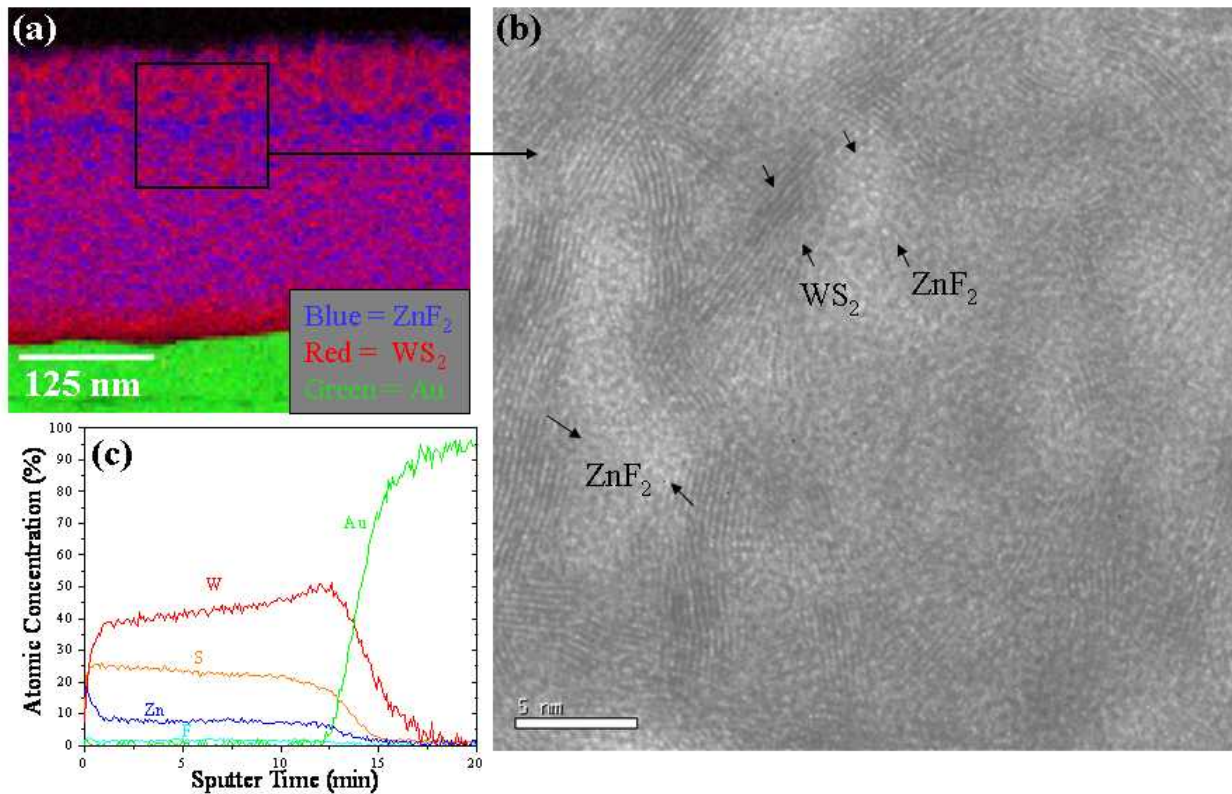 (a)
Blue = ZnF₂
Red = WS₂
Green = Au
125 nm
(b)
WS₂
ZnF₂
ZnF₂
5 nm
(c)
Atomic Concentration (%)
100
90
80
70
60
50
40
30
20
10
0
W
S
Zn
F
Au
0 5 10 15 20
Sputter Time (min)